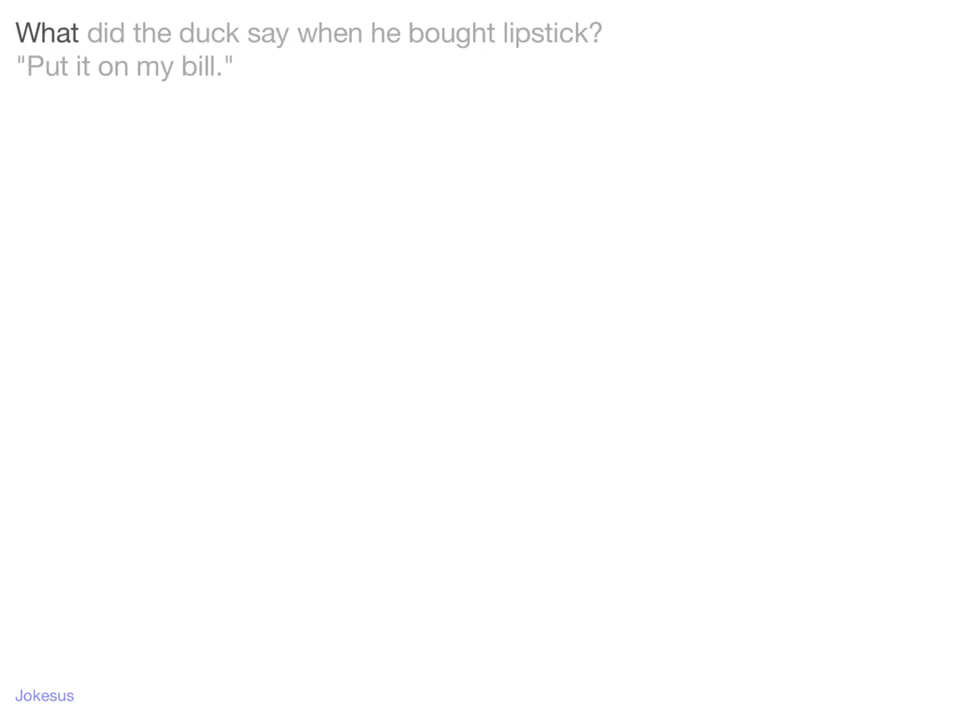 What did the duck say when he bought lipstick?
"Put it on my bill."
Jokesus